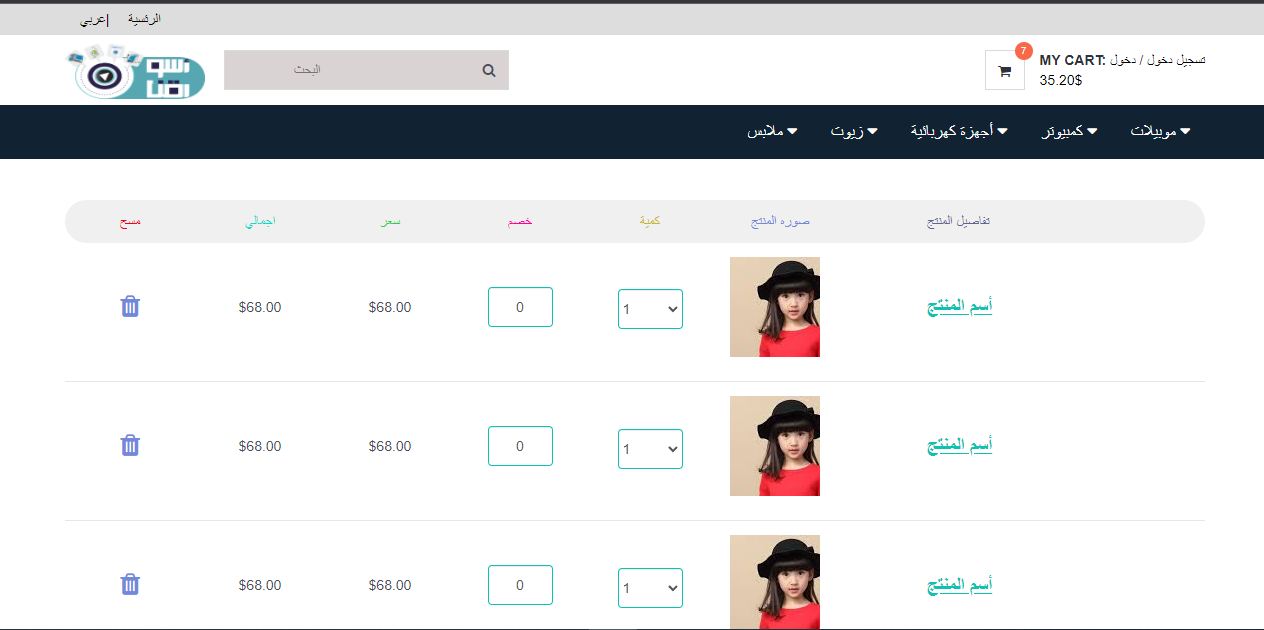 الرئسية
عربي|
اتسوق
لقنا
البحث
7
MY CART: تسجيل دخول / دخول
35.20$
موبيلات
كمبيوتر
أجهزة كهربائية
زيوت
ملابس
تفاصيل المنتج
صوره المنتج
كمية
خصم
سعر
اجمالي
مسح
أسم المنتج
1
0
$68.00
$68.00
أسم المنتج
1
0
$68.00
$68.00
أسم المنتج
1
0
$68.00
$68.00